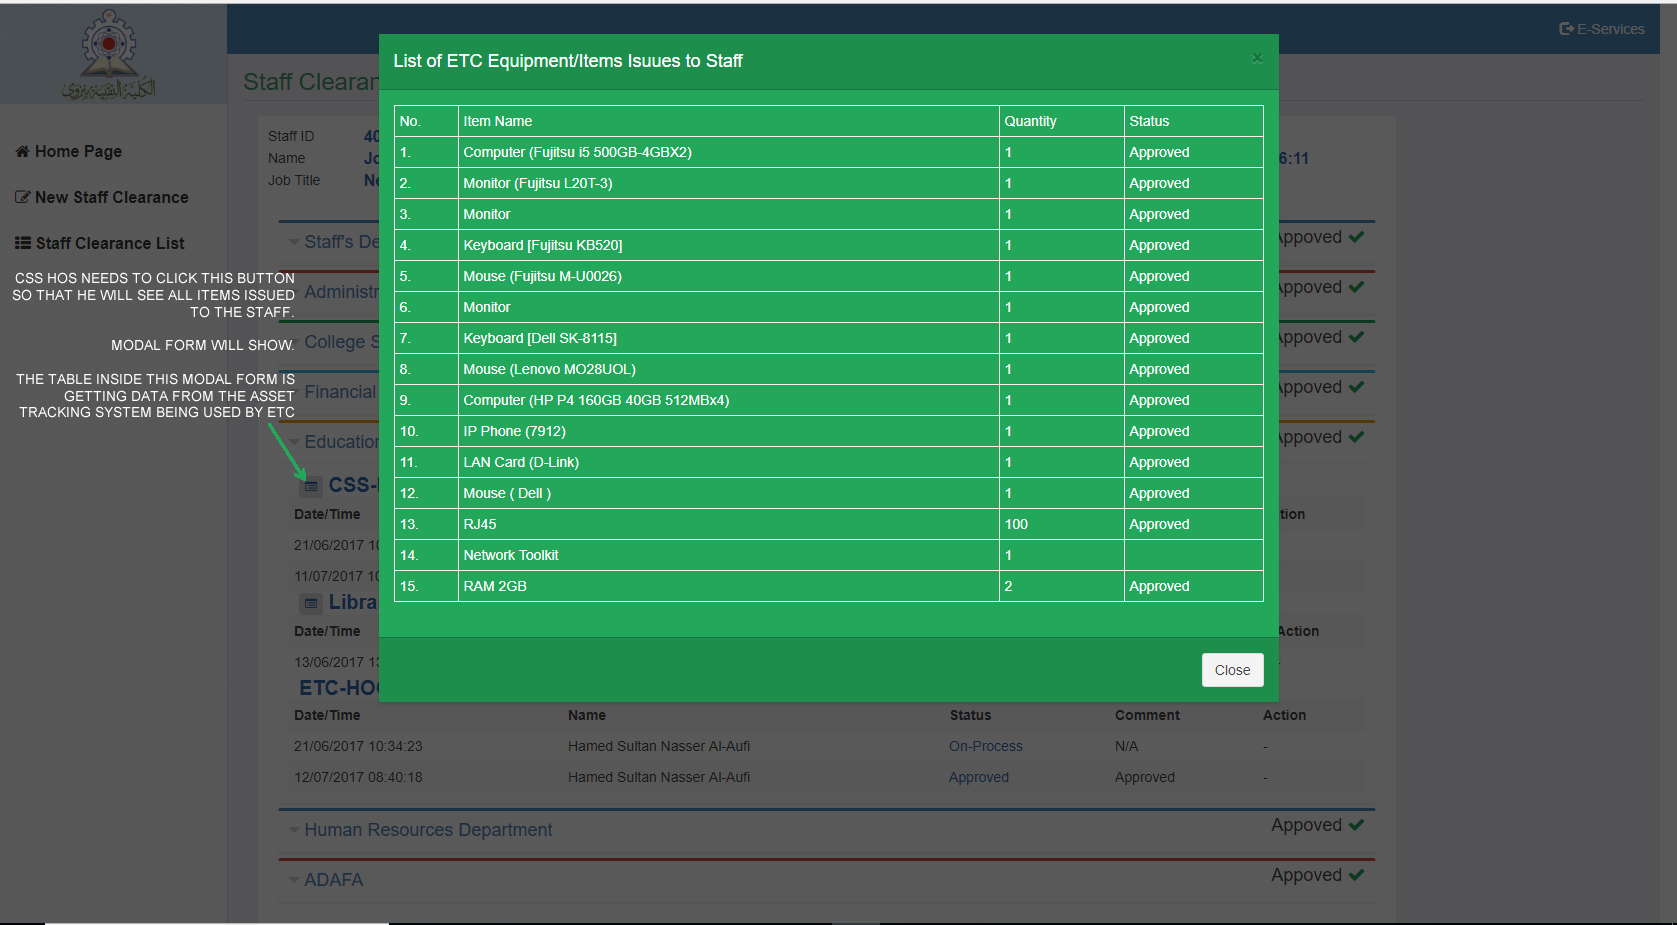 الكلية التقنية بنزوى
E-Services
Staff Clearan
Home Page
New Staff Clearance
Staff Clearance List
CSS HOS NEEDS TO CLICK THIS BUTTON
SO THAT HE WILL SEE ALL ITEMS ISSUED
TO THE STAFF.
MODAL FORM WILL SHOW.
THE TABLE INSIDE THIS MODAL FORM IS
GETTING DATA FROM THE ASSET
TRACKING SYSTEM BEING USED BY ETC
Staff ID 40
Name Jo 6:11
Job Title Ne
Staff's De Appoved
Administr Appoved
College S Appoved
Financial Appoved
Education Appoved
CSS-
Date/Time tion
21/06/2017 10
11/07/2017 10
Libra
Date/Time Action
13/06/2017 13 -
ETC-HO
Date/Time Name Status Comment Action
21/06/2017 10:34:23 Hamed Sultan Nasser Al-Aufi On-Process N/A -
12/07/2017 08:40:18 Hamed Sultan Nasser Al-Aufi Approved Approved -
Human Resources Department Appoved
ADAFA Appoved
List of ETC Equipment/Items Isuues to Staff ×
No. Item Name Quantity Status
1. Computer (Fujitsu i5 500GB-4GBX2) 1 Approved
2. Monitor (Fujitsu L20T-3) 1 Approved
3. Monitor 1 Approved
4. Keyboard [Fujitsu KB520] 1 Approved
5. Mouse (Fujitsu M-U0026) 1 Approved
6. Monitor 1 Approved
7. Keyboard [Dell SK-8115] 1 Approved
8. Mouse (Lenovo MO28UOL) 1 Approved
9. Computer (HP P4 160GB 40GB 512MBx4) 1 Approved
10. IP Phone (7912) 1 Approved
11. LAN Card (D-Link) 1 Approved
12. Mouse ( Dell ) 1 Approved
13. RJ45 100 Approved
14. Network Toolkit 1
15. RAM 2GB 2 Approved
Close